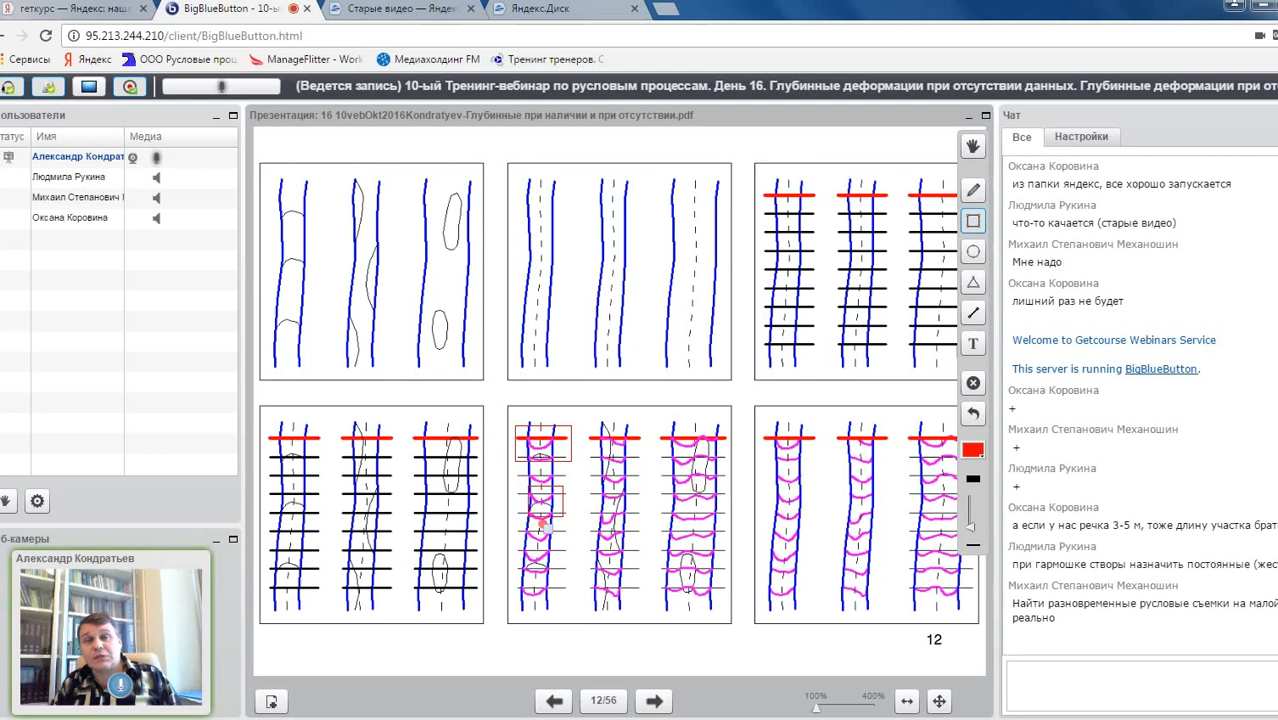 геткурс — Яндекс: наш
BigBlueButton - 10-ы
Старые видео — Яндекс.
Яндекс.Диск
95.213.244.210/client/BigBlueButton.html
Сервисы
Яндекс
ООО Русловые проц
ManageFlitter - Work
Медиахолдинг FM
Тренинг тренеров. С
(Ведется запись) 10-ый Тренинг-вебинар по русловым процессам. День 16. Глубинные деформации при отсутствии данных. Глубинные деформации при от
ользователи
татус
Имя
Медиа
Александр Кондрат
Людмила Рукина
Михаил Степанович
Оксана Коровина
б-камеры
Александр Кондратьев
Презентация: 16 10vebOkt2016Kondratyev-Глубинные при наличии и при отсутствии.pdf
T
12
12/56
100%
400%
Чат
Все
Настройки
Оксана Коровина
из папки яндекс, все хорошо запускается
Людмила Рукина
что-то качается (старые видео)
Михаил Степанович Механошин
Мне надо
Оксана Коровина
лишний раз не будет
Welcome to Getcourse Webinars Service
This server is running BigBlueButton.
Оксана Коровина
+
Михаил Степанович Механошин
+
Людмила Рукина
+
Оксана Коровина
а если у нас речка 3-5 м, тоже длину участка брат
Людмила Рукина
при гармошке створы назначить постоянные (жес
Михаил Степанович Механошин
Найти разновременные русловые съемки на малой
реально